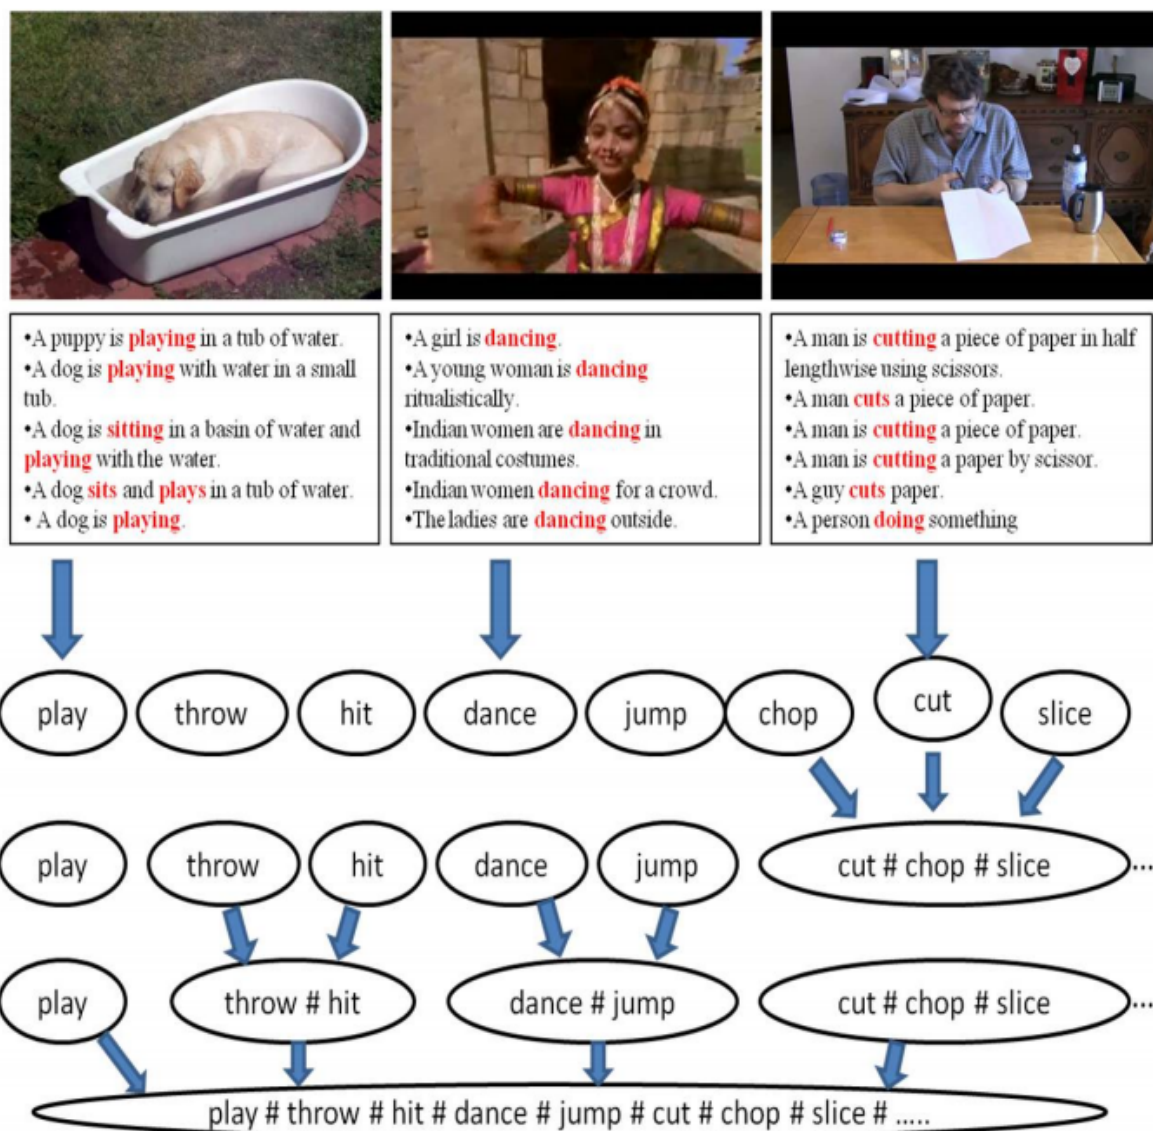 •A puppy is playing in a tub of water.
•A dog is playing with water in a small
tub.
•A dog is sitting in a basin of water and
playing with the water.
•A dog sits and plays in a tub of water.
• A dog is playing.
•A girl is dancing.
•A young woman is dancing
ritualistically.
•Indian women are dancing in
traditional costumes.
•Indian women dancing for a crowd.
•The ladies are dancing outside.
•A man is cutting a piece of paper in half
lengthwise using scissors.
•A man cuts a piece of paper.
•A man is cutting a piece of paper.
•A man is cutting a paper by scissor.
•A guy cuts paper.
•A person doing something
play throw hit dance jump chop cut slice
play throw hit dance jump cut # chop # slice ...
play throw # hit dance # jump cut # chop # slice ...
play # throw # hit # dance # jump # cut # chop # slice # .....